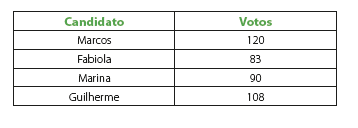 Candidato Votos
Marcos 120
Fabiola 83
Marina 90
Guilherme 108